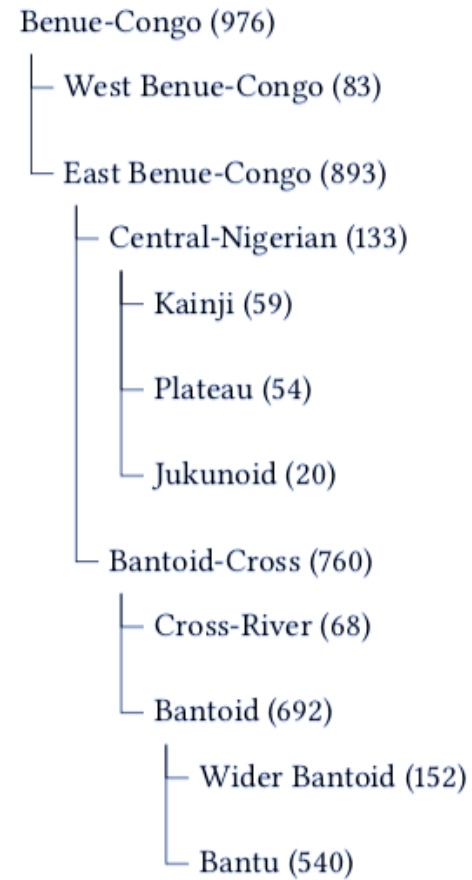 Benue-Congo (976)
West Benue-Congo (83)
East Benue-Congo (893)
Central-Nigerian (133)
Kainji (59)
Plateau (54)
Jukunoid (20)
Bantoid-Cross (760)
Cross-River (68)
Bantoid (692)
Wider Bantoid (152)
Bantu (540)